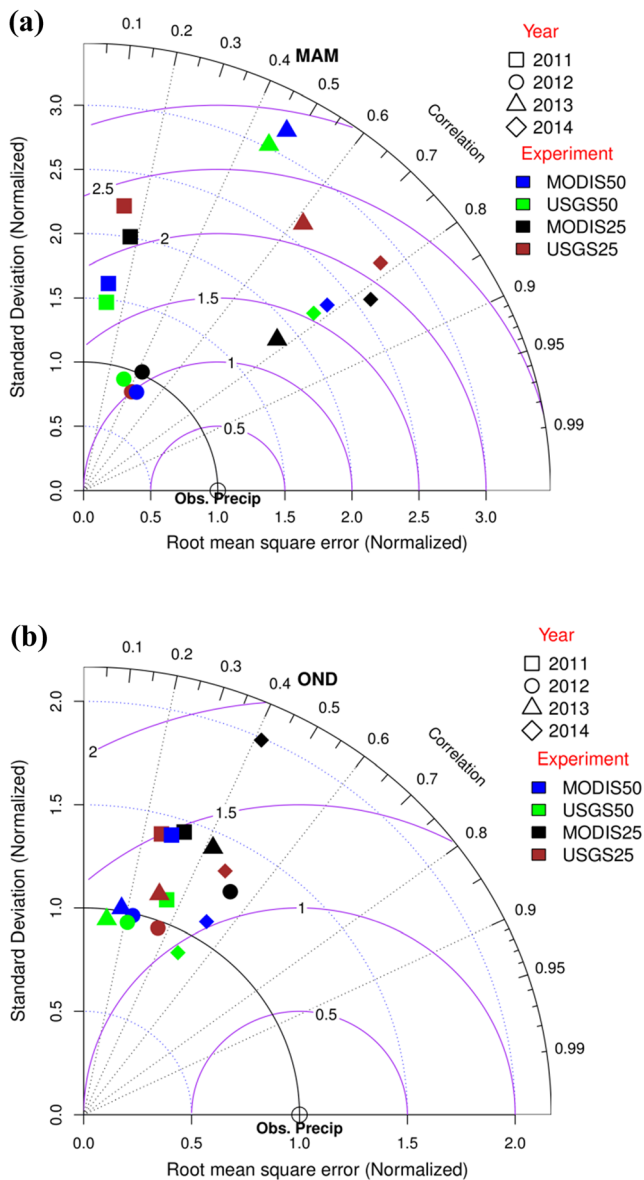 (a)
MAM
0.1 0.2 0.3 0.4 0.5 0.6 0.7 0.8 0.9 0.95 0.99
Correlation
Year
2011
2012
2013
2014
Experiment
MODIS50
USGS50
MODIS25
USGS25
Standard Deviation (Normalized)
3.0
2.5
2.0
1.5
1.0
0.5
0.0
2.5
2
1.5
1
0.5
Obs. Precip
0.0 0.5 1.0 1.5 2.0 2.5 3.0
Root mean square error (Normalized)
(b)
OND
0.1 0.2 0.3 0.4 0.5 0.6 0.7 0.8 0.9 0.95 0.99
Correlation
Year
2011
2012
2013
2014
Experiment
MODIS50
USGS50
MODIS25
USGS25
Standard Deviation (Normalized)
2.0
1.5
1.0
0.5
0.0
2
1.5
1
0.5
Obs. Precip
0.0 0.5 1.0 1.5 2.0
Root mean square error (Normalized)